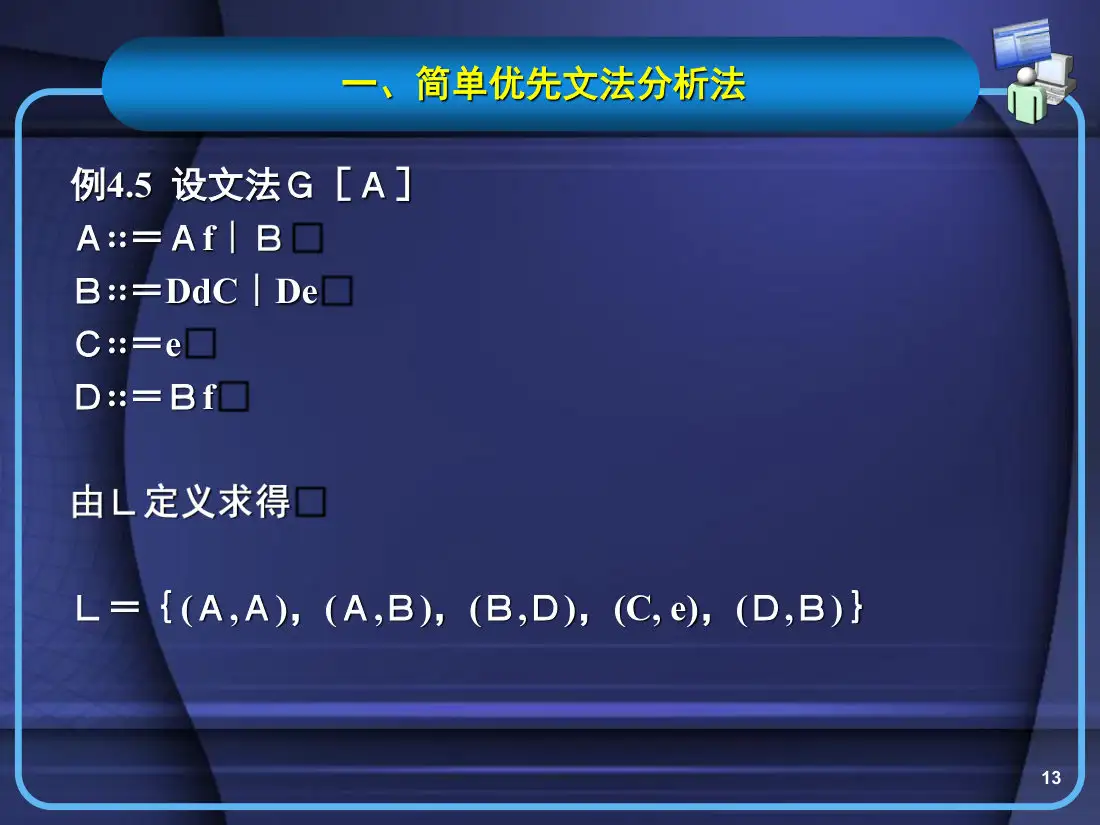 一、简单优先文法分析法
例4.5 设文法G［A］
A::＝Af｜B□
B::＝DdC｜De□
C::＝e□
D::＝Bf□
由L定义求得□
L＝｛(A,A)，(A,B)，(B,D)，(C, e)，(D,B)｝
13